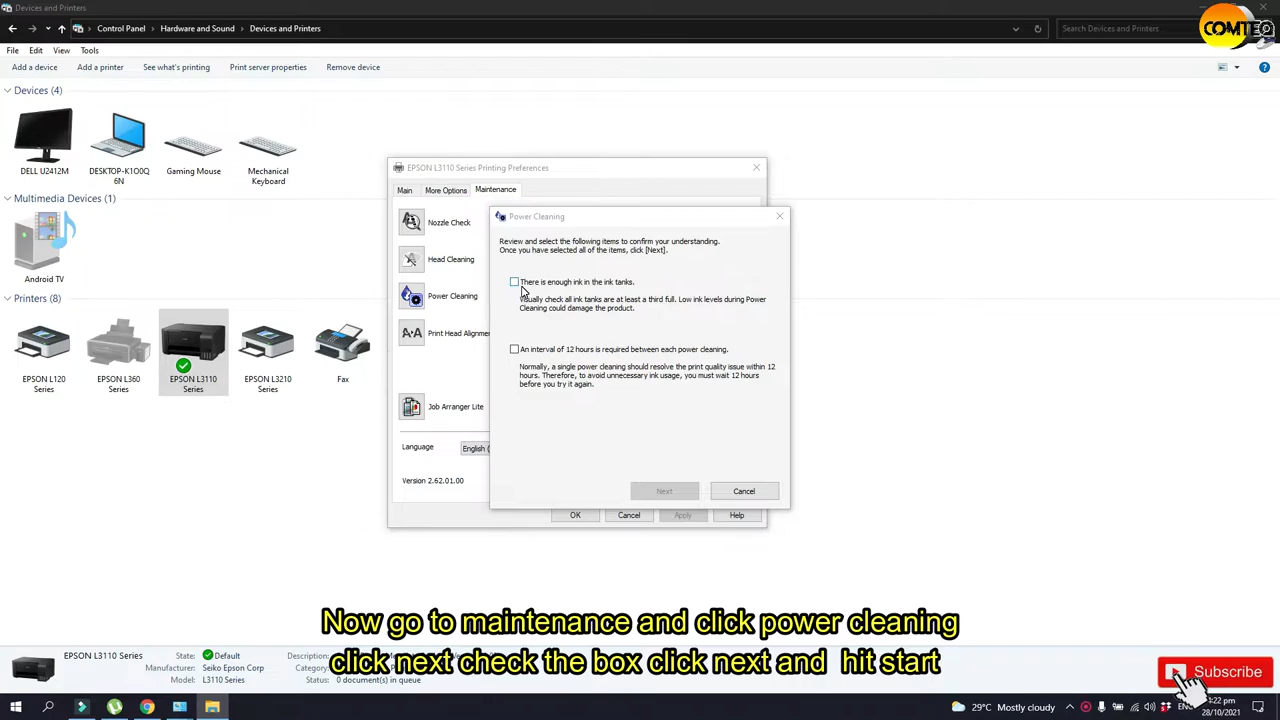 Devices and Printers
Control Panel
Hardware and Sound
Devices and Printers
Search Devices and Printers
COMTEQ
File
Edit
View
Tools
Add a device
Add a printer
See what's printing
Print server properties
Remove device
Devices (4)
DELL U2412M
DESKTOP-K1O0Q
6N
Gaming Mouse
Mechanical
Keyboard
Multimedia Devices (1)
Android TV
Printers (8)
EPSON L120
Series
EPSON L360
Series
EPSON L3110
Series
EPSON L3210
Series
Fax
EPSON L3110 Series Printing Preferences
Main
More Options
Maintenance
Nozzle Check
Head Cleaning
Power Cleaning
Print Head Alignme
Job Arranger Lite
Language
English (
Version 2.62.01.00
OK
Cancel
Apply
Help
Power Cleaning
Review and select the following items to confirm your understanding.
Once you have selected all of the items, click [Next].
There is enough ink in the ink tanks.
Visually check all ink tanks are at least a third full. Low ink levels during Power
Cleaning could damage the product.
An interval of 12 hours is required between each power cleaning.
Normally, a single power cleaning should resolve the print quality issue within 12
hours. Therefore, to avoid unnecessary ink usage, you must wait 12 hours
before you try it again.
Next
Cancel
Now go to maintenance and click power cleaning
click next check the box click next and hit start
EPSON L3110 Series
State:
Default
Manufacturer:
Seiko Epson Corp
Model:
L3110 Series
Description:
Category:
Status:
0 document(s) in queue
Subscribe
29°C Mostly cloudy
28/10/2021